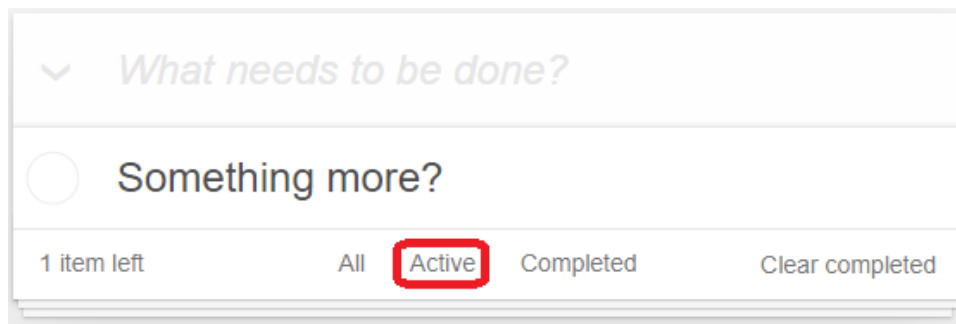 What needs to be done?
Something more?
1 item left All Active Completed Clear completed